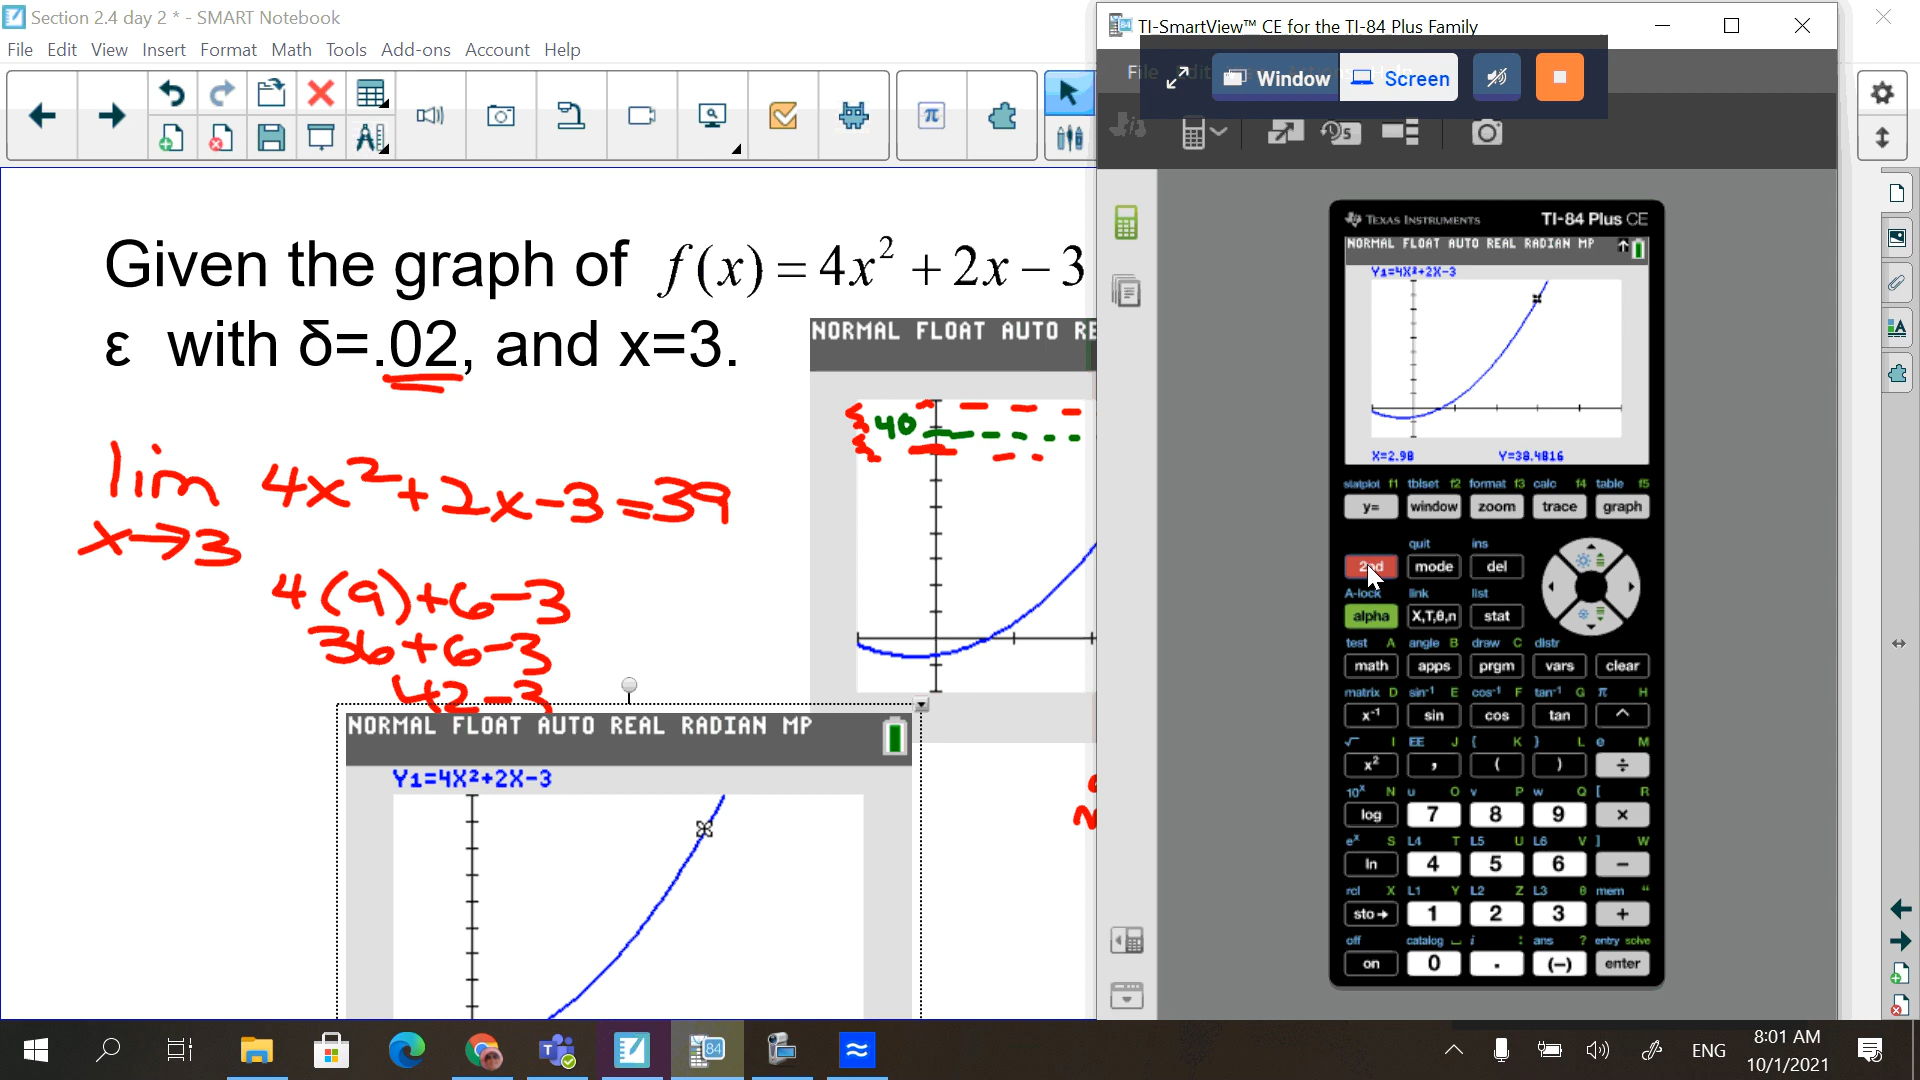 Section 2.4 day 2 * - SMART Notebook
File Edit View Insert Format Math Tools Add-ons Account Help
TI-SmartView™ CE for the TI-84 Plus Family
Window Screen
Given the graph of f(x) = 4x² + 2x − 3
ε with δ=.02, and x=3.
lim 4x²+2x-3=39
x→3
4(9)+6-3
36+6-3
42-3
NORMAL FLOAT AUTO RE
40
NORMAL FLOAT AUTO REAL RADIAN MP
Y1=4X²+2X-3
TEXAS INSTRUMENTS TI-84 Plus CE
NORMAL FLOAT AUTO REAL RADIAN MP
Y1=4X²+2X-3
X=2.98 Y=38.4816
statplot f1 tblset f2 format f3 calc f4 table f5
y= window zoom trace graph
quit ins
2nd mode del
A-lock link list
alpha X,T,θ,n stat
test A angle B draw C distr
math apps prgm vars clear
matrix D sin⁻¹ E cos⁻¹ F tan⁻¹ G π H
x⁻¹ sin cos tan ^
√ I EE J { K } L e M
x² , ( ) ÷
10ˣ N u O v P w Q [ R
log 7 8 9 ×
eˣ S L4 T L5 U L6 V ] W
ln 4 5 6 −
rcl X L1 Y L2 Z L3 θ mem "
sto→ 1 2 3 +
off catalog i : ans ? entry solve
on 0 . (−) enter
ENG
8:01 AM
10/1/2021